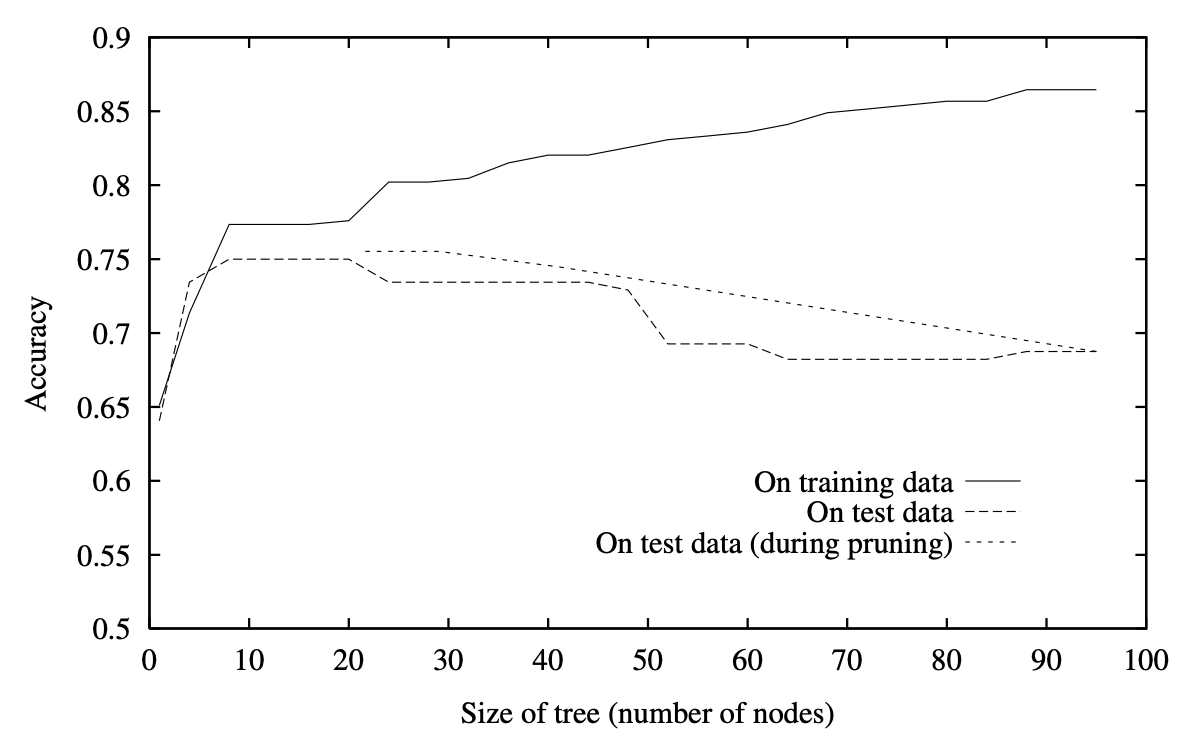 0.9
0.85
0.8
0.75
0.7
0.65
0.6
0.55
0.5
Accuracy
On training data
On test data
On test data (during pruning)
0 10 20 30 40 50 60 70 80 90 100
Size of tree (number of nodes)